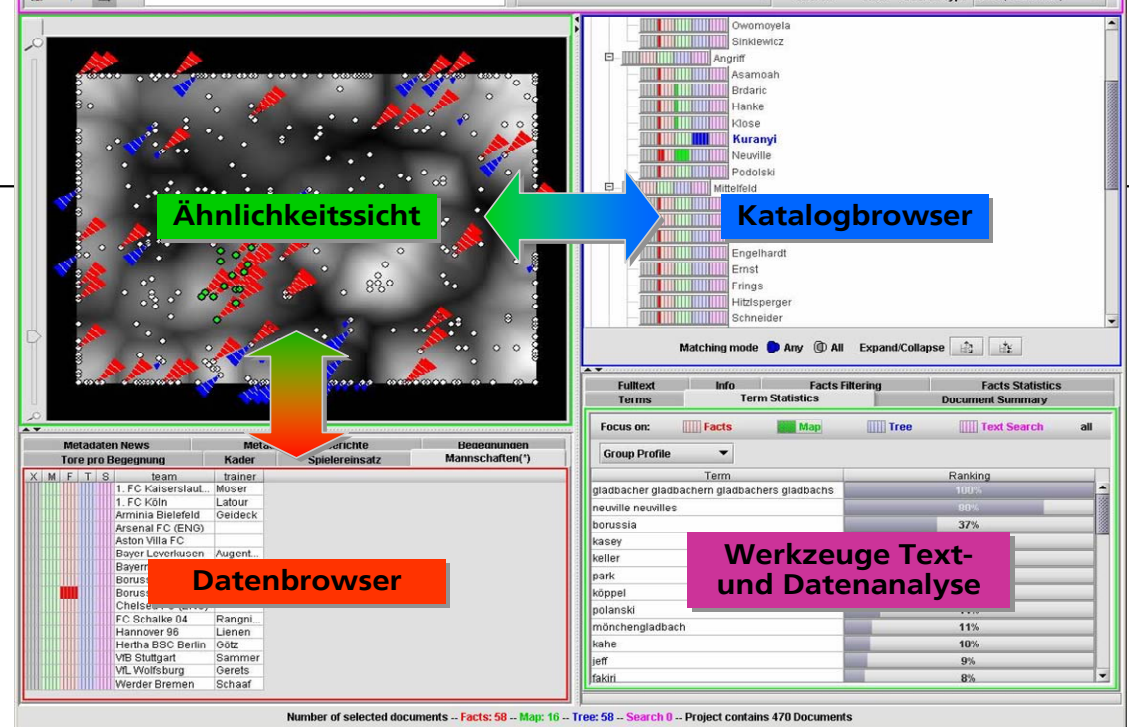 Owomoyela
Sinkiewicz
Angriff
Asamoah
Brdaric
Hanke
Klose
Kuranyi
Neuville
Podolski
Mittelfeld
Ähnlichkeitssicht
Katalogbrowser
Engelhardt
Ernst
Frings
Hitzlsperger
Schneider
Matching mode Any All Expand/Collapse
Fulltext Info Facts Filtering Facts Statistics
Terms Term Statistics Document Summary
Focus on: Facts Map Tree Text Search all
Group Profile
Term Ranking
gladbacher gladbachern gladbachers gladbachs 100%
neuville neuvilles
borussia 37%
kasey
keller
park
köppel
polanski
mönchengladbach 11%
kahe 10%
jeff 9%
fakiri 8%
Werkzeuge Text-
und Datenanalyse
Metadaten News Begegnungen
Tore pro Begegnung Kader Spielereinsatz Mannschaften(*)
X M F T S team trainer
1. FC Kaiserslaut... Moser
1. FC Köln Latour
Arminia Bielefeld Geideck
Arsenal FC (ENG)
Aston Villa FC
Bayer Leverkusen Augent...
Datenbrowser
FC Schalke 04 Rangni...
Hannover 96 Lienen
Hertha BSC Berlin Götz
VfB Stuttgart Sammer
VfL Wolfsburg Gerets
Werder Bremen Schaaf
Number of selected documents -- Facts: 58 -- Map: 16 -- Tree: 58 -- Search 0 -- Project contains 470 Documents